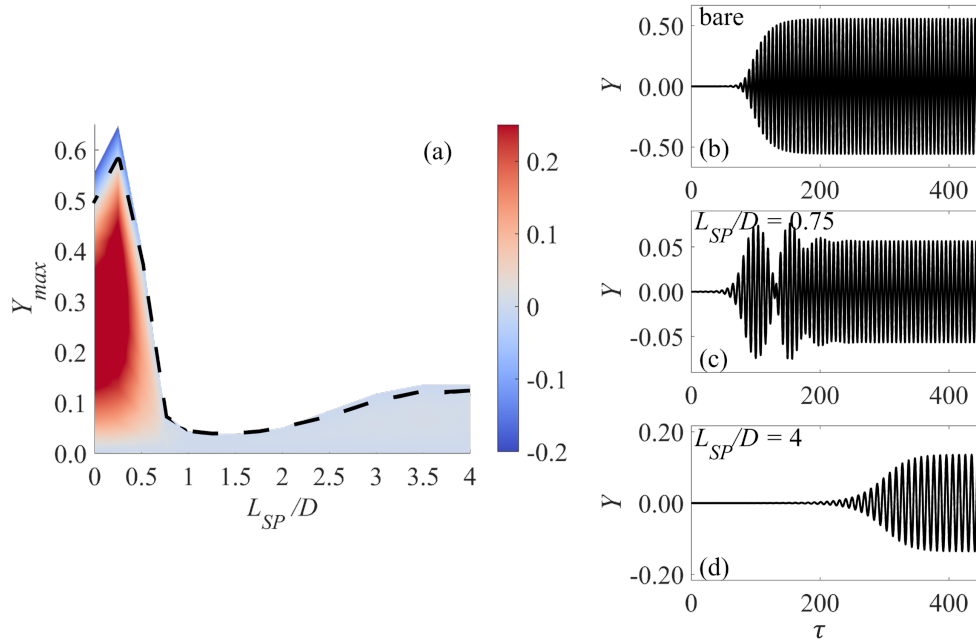 (a)
0.6
0.5
0.4
0.3
0.2
0.1
0.0
Y_max
0 0.5 1 1.5 2 2.5 3 3.5 4
L_SP/D
0.2
0.1
0
-0.1
-0.2
bare
0.50
0.00
-0.50
Y
(b)
0 200 400
L_SP/D = 0.75
0.05
0.00
-0.05
Y
(c)
0 200 400
L_SP/D = 4
0.20
0.00
-0.20
Y
(d)
0 200 400
τ